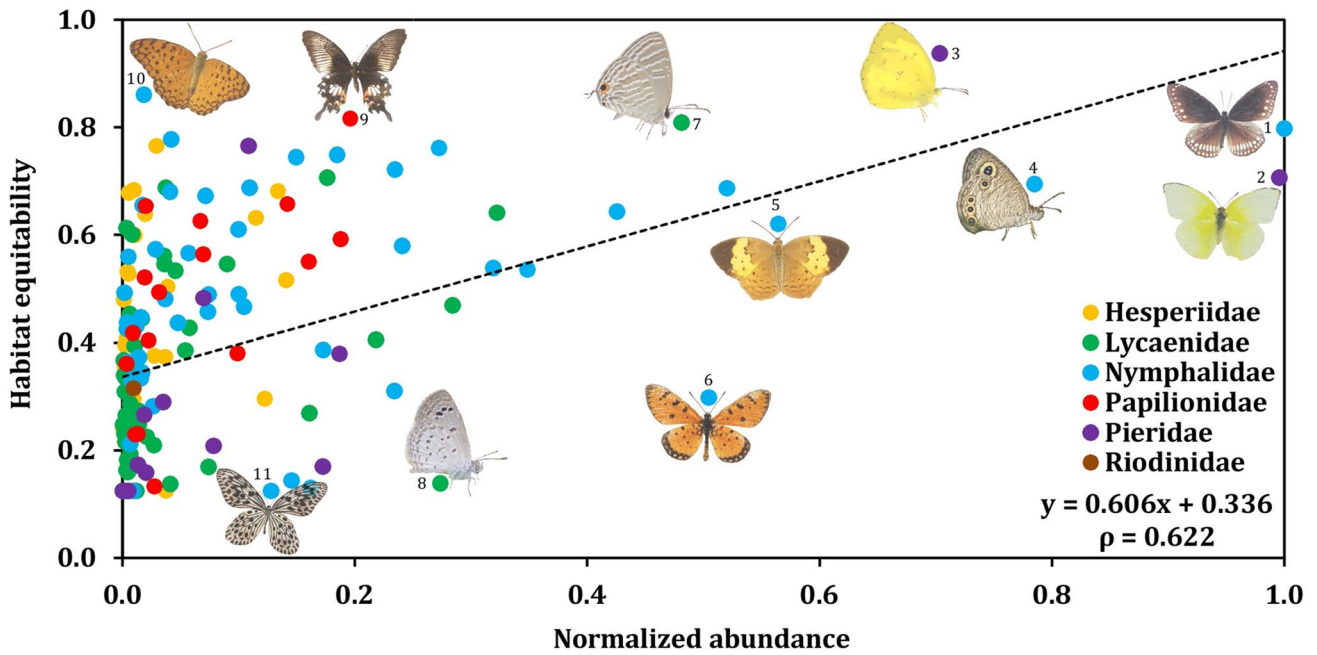 Habitat equitability
1.0
0.8
0.6
0.4
0.2
0.0
10
9
7
3
1
2
4
5
6
8
11
Hesperiidae
Lycaenidae
Nymphalidae
Papilionidae
Pieridae
Riodinidae
y = 0.606x + 0.336
ρ = 0.622
0.0 0.2 0.4 0.6 0.8 1.0
Normalized abundance